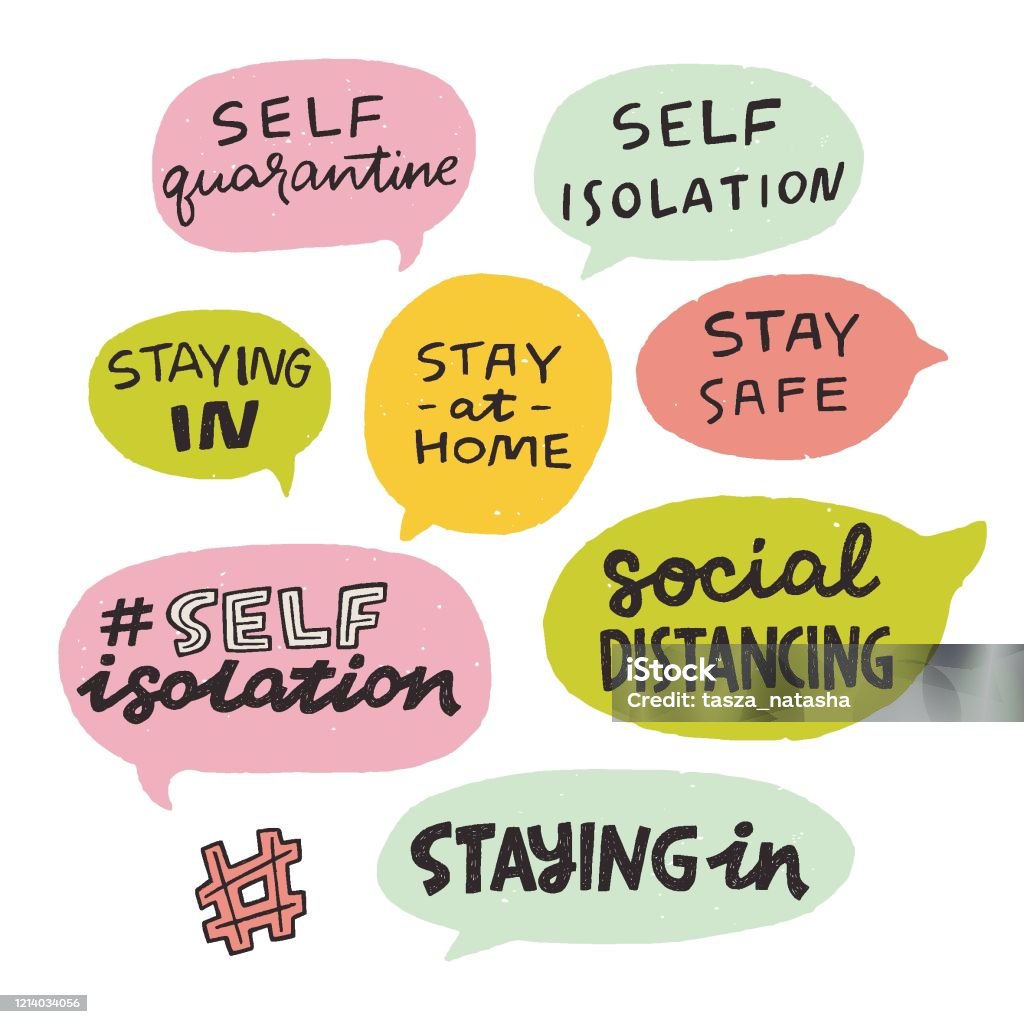 SELF
quarantine
SELF
ISOLATION
STAYING
IN
STAY
- at -
HOME
STAY
SAFE
#SELF
isolation
social
DISTANCING
iStock
Credit: tasza_natasha
#
STAYING in
1214034056